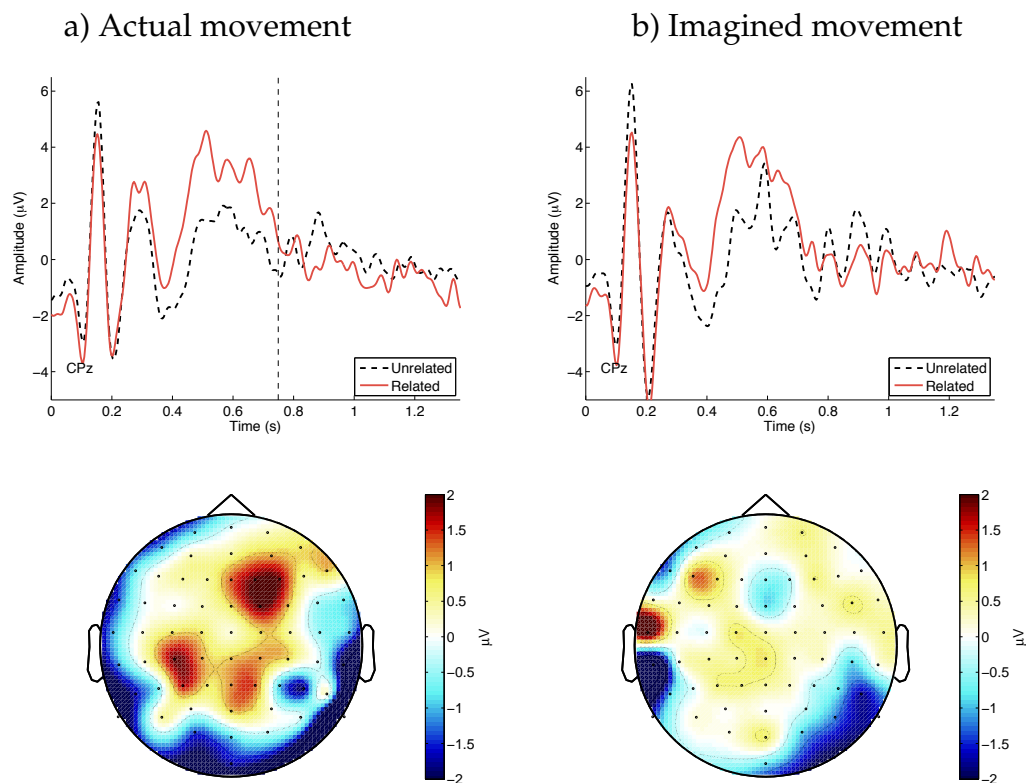 a) Actual movement
b) Imagined movement
6
4
2
0
−2
−4
Amplitude (μV)
CPz
Unrelated
Related
0 0.2 0.4 0.6 0.8 1 1.2
Time (s)
6
4
2
0
−2
−4
Amplitude (μV)
CPz
Unrelated
Related
0 0.2 0.4 0.6 0.8 1 1.2
Time (s)
2
1.5
1
0.5
0
−0.5
−1
−1.5
−2
μV
2
1.5
1
0.5
0
−0.5
−1
−1.5
−2
μV